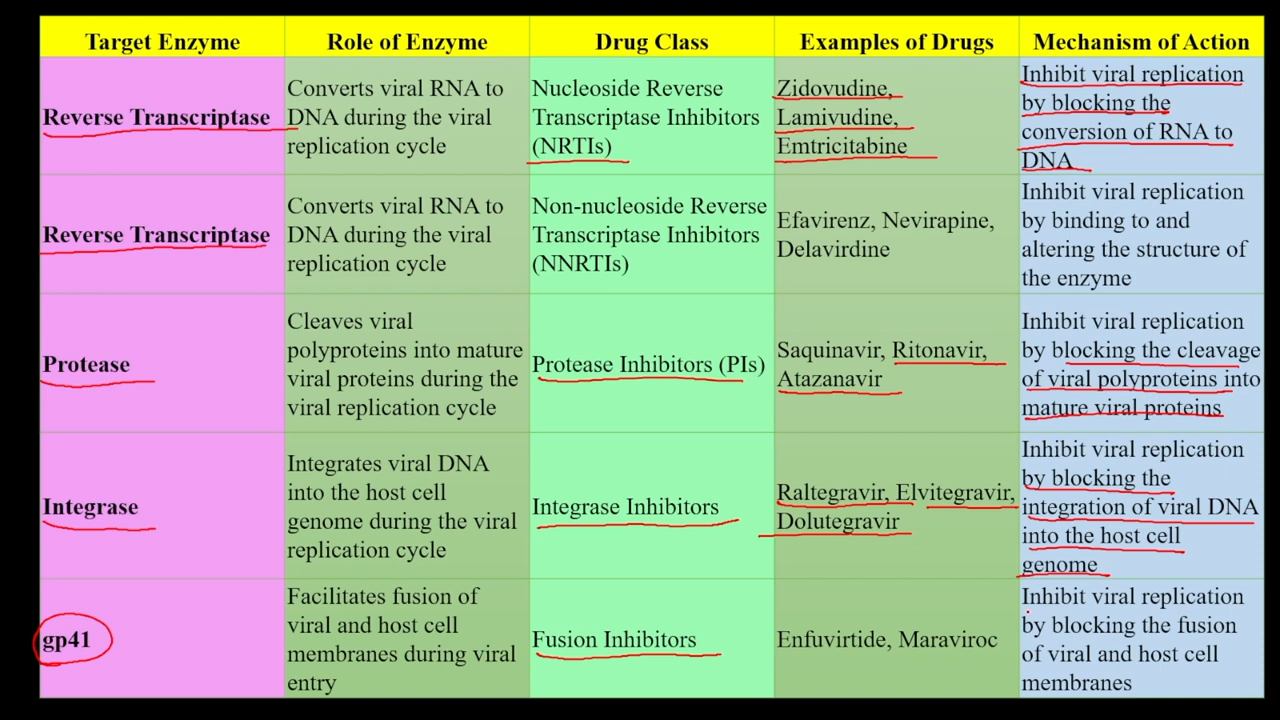 Target Enzyme
Role of Enzyme
Drug Class
Examples of Drugs
Mechanism of Action
Reverse Transcriptase
Converts viral RNA to
DNA during the viral
replication cycle
Nucleoside Reverse
Transcriptase Inhibitors
(NRTIs)
Zidovudine,
Lamivudine,
Emtricitabine
Inhibit viral replication
by blocking the
conversion of RNA to
DNA
Reverse Transcriptase
Converts viral RNA to
DNA during the viral
replication cycle
Non-nucleoside Reverse
Transcriptase Inhibitors
(NNRTIs)
Efavirenz, Nevirapine,
Delavirdine
Inhibit viral replication
by binding to and
altering the structure of
the enzyme
Protease
Cleaves viral
polyproteins into mature
viral proteins during the
viral replication cycle
Protease Inhibitors (PIs)
Saquinavir, Ritonavir,
Atazanavir
Inhibit viral replication
by blocking the cleavage
of viral polyproteins into
mature viral proteins
Integrase
Integrates viral DNA
into the host cell
genome during the viral
replication cycle
Integrase Inhibitors
Raltegravir, Elvitegravir,
Dolutegravir
Inhibit viral replication
by blocking the
integration of viral DNA
into the host cell
genome
gp41
Facilitates fusion of
viral and host cell
membranes during viral
entry
Fusion Inhibitors
Enfuvirtide, Maraviroc
Inhibit viral replication
by blocking the fusion
of viral and host cell
membranes